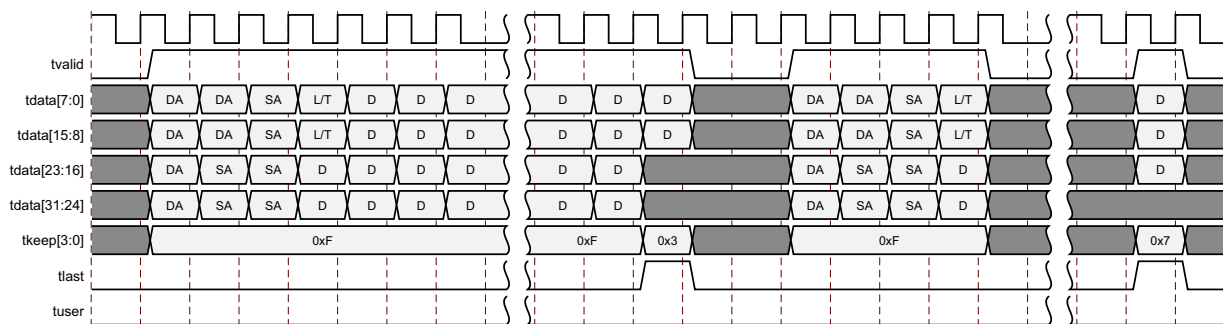 tvalid
tdata[7:0] DA DA SA L/T D D D D D D DA DA SA L/T D
tdata[15:8] DA DA SA L/T D D D D D D DA DA SA L/T D
tdata[23:16] DA SA SA D D D D D D DA SA SA D D
tdata[31:24] DA SA SA D D D D D D DA SA SA D
tkeep[3:0] 0xF 0xF 0x3 0xF 0x7
tlast
tuser